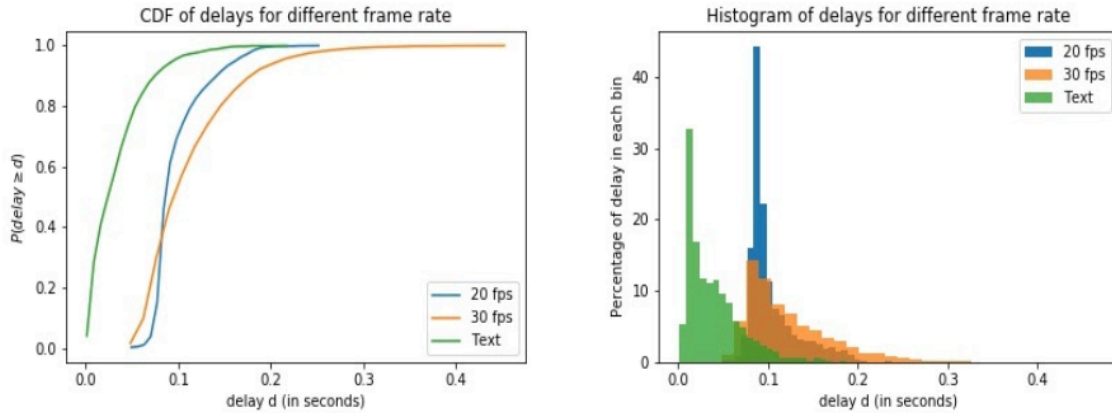 CDF of delays for different frame rate
1.0
0.8
0.6
0.4
0.2
0.0
P(delay ≥ d)
20 fps
30 fps
Text
0.0 0.1 0.2 0.3 0.4
delay d (in seconds)
Histogram of delays for different frame rate
40
30
20
10
0
Percentage of delay in each bin
20 fps
30 fps
Text
0.0 0.1 0.2 0.3 0.4
delay d (in seconds)